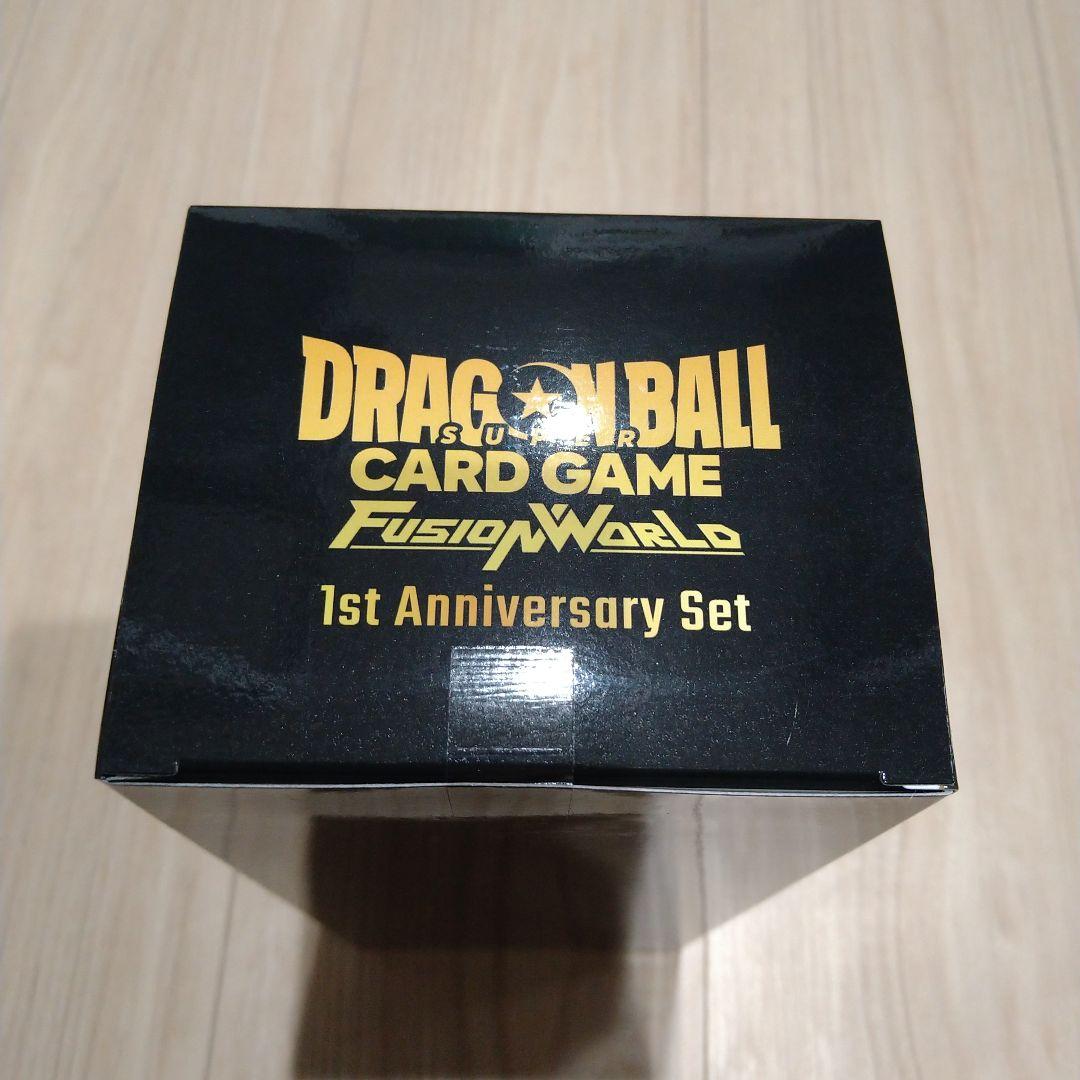 DRAGON BALL
SUPER
CARD GAME
FUSION WORLD
1st Anniversary Set